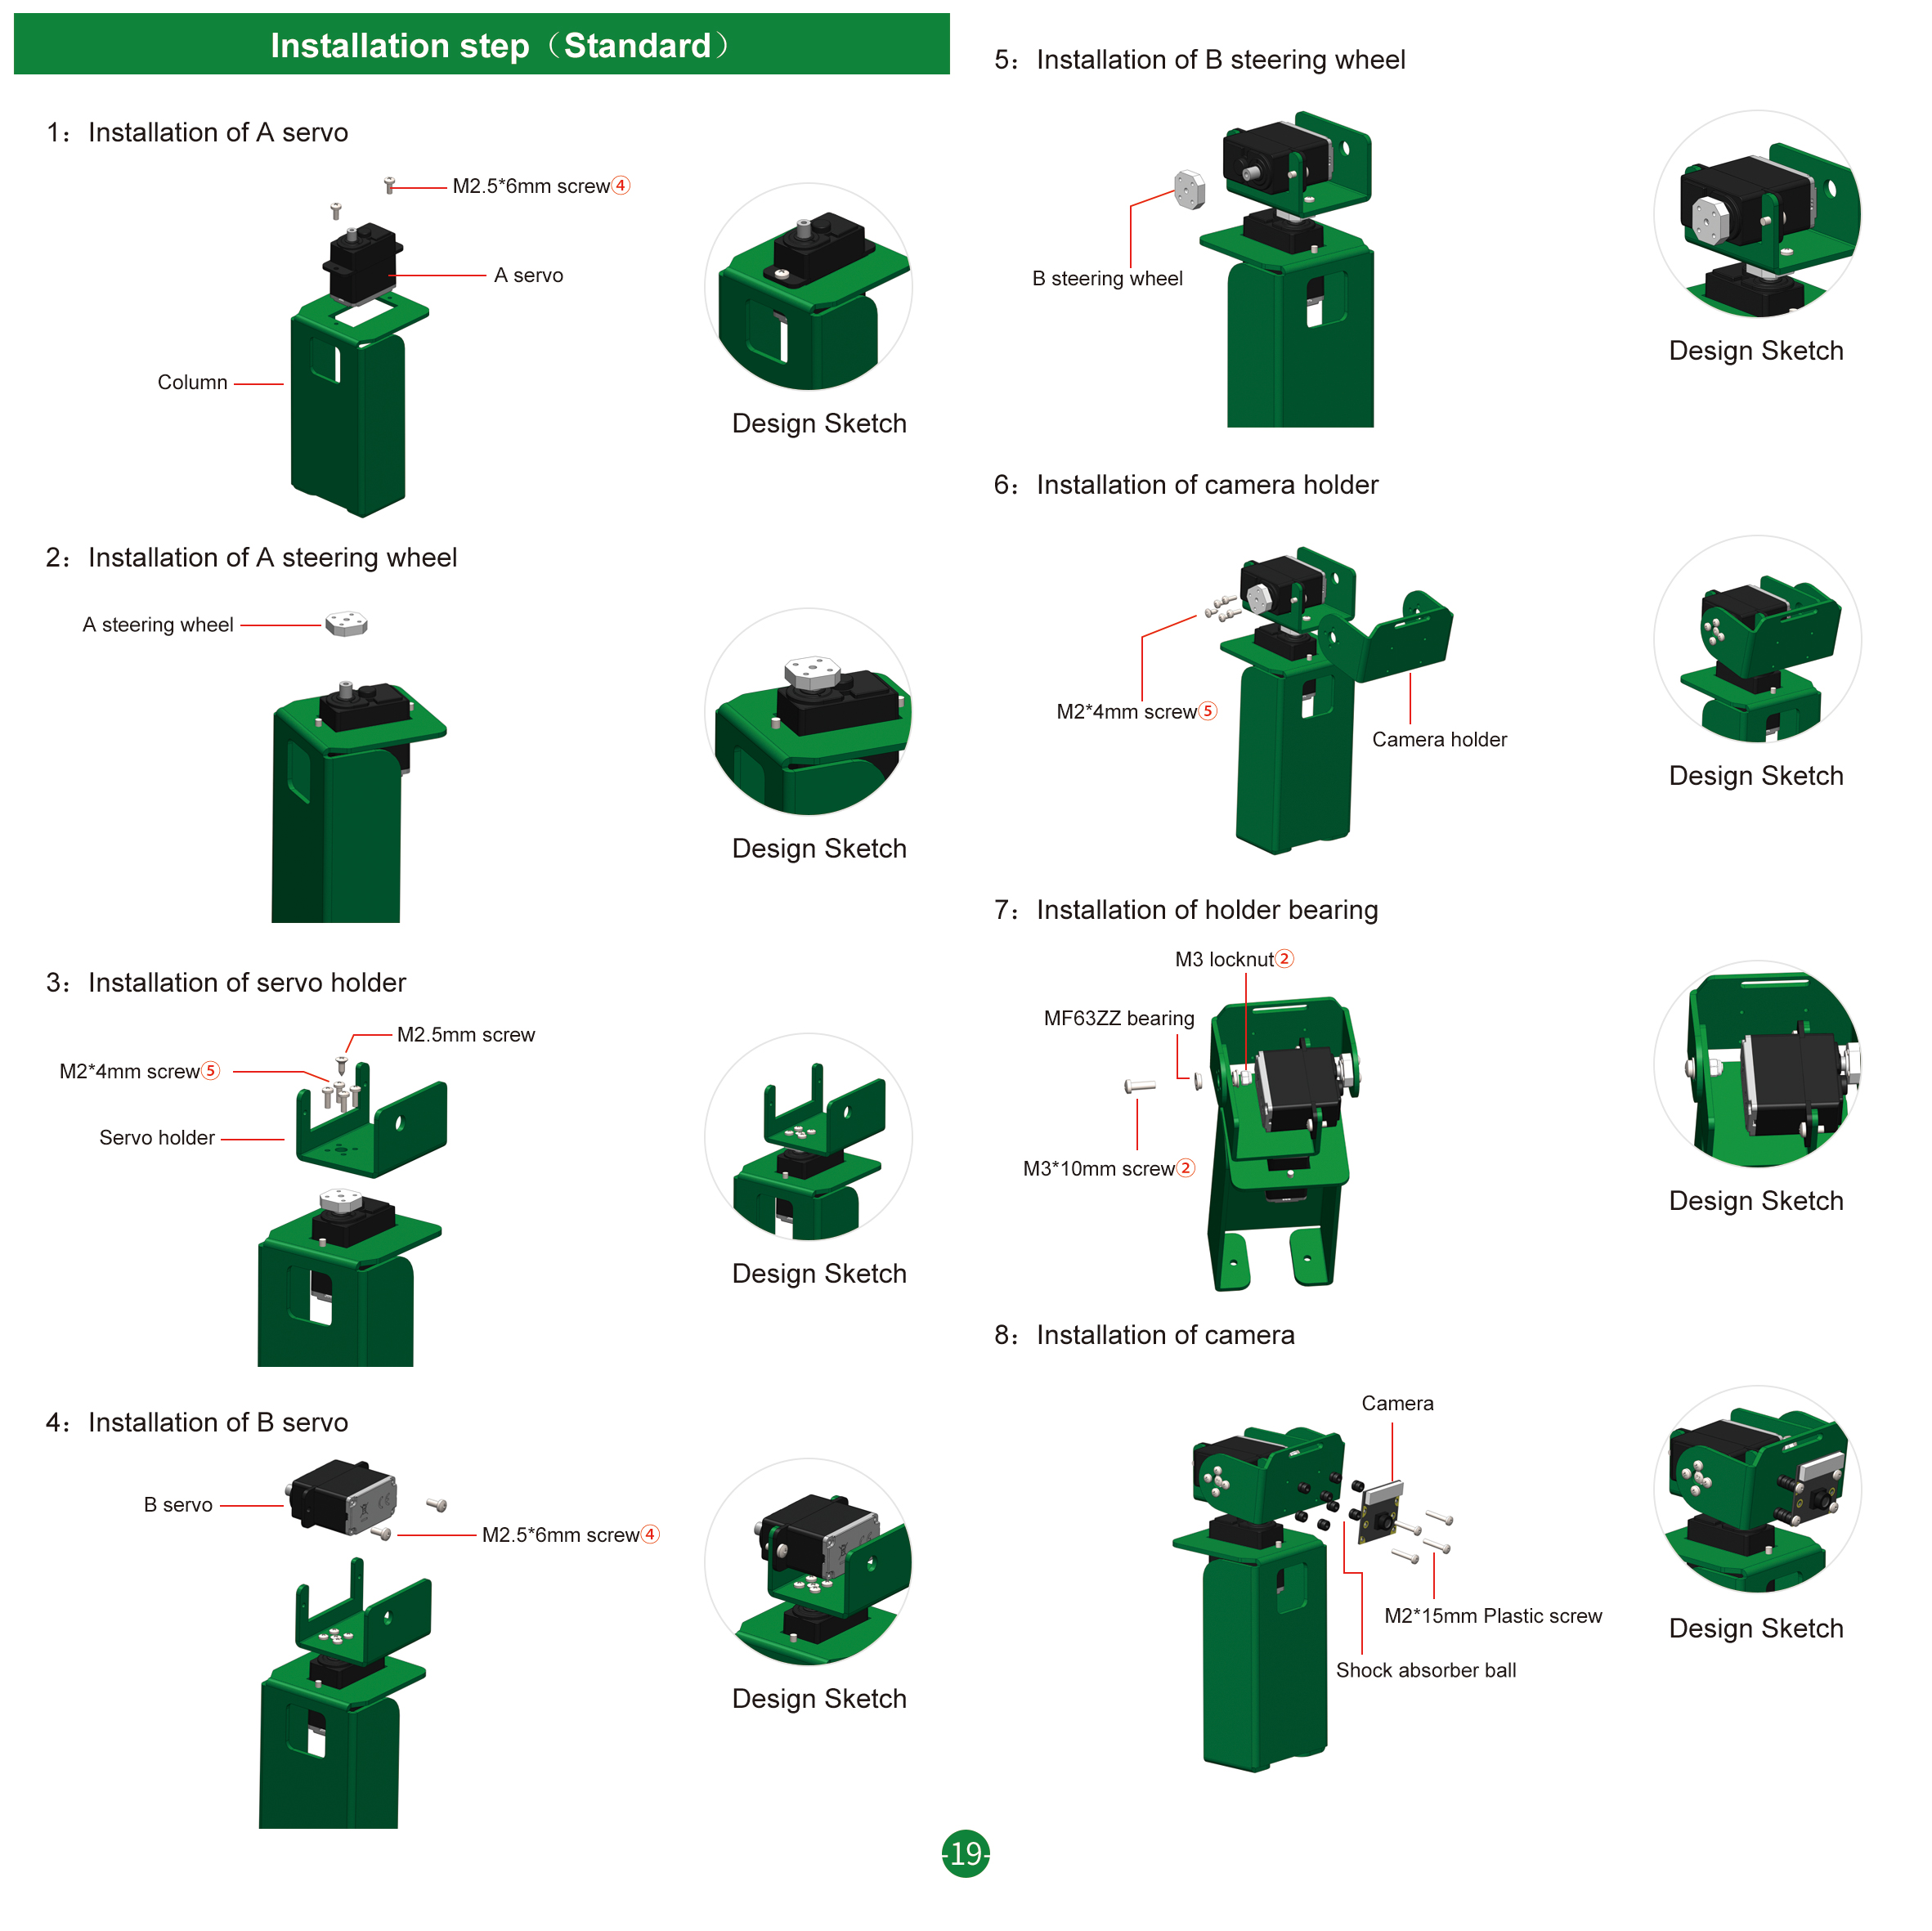 Installation step（Standard）
1： Installation of A servo
M2.5*6mm screw④
A servo
Column
Design Sketch
2： Installation of A steering wheel
A steering wheel
Design Sketch
3： Installation of servo holder
M2.5mm screw
M2*4mm screw⑤
Servo holder
Design Sketch
4： Installation of B servo
B servo
M2.5*6mm screw④
Design Sketch
5： Installation of B steering wheel
B steering wheel
Design Sketch
6： Installation of camera holder
M2*4mm screw⑤
Camera holder
Design Sketch
7： Installation of holder bearing
M3 locknut②
MF63ZZ bearing
M3*10mm screw②
Design Sketch
8： Installation of camera
Camera
M2*15mm Plastic screw
Shock absorber ball
Design Sketch
-19-